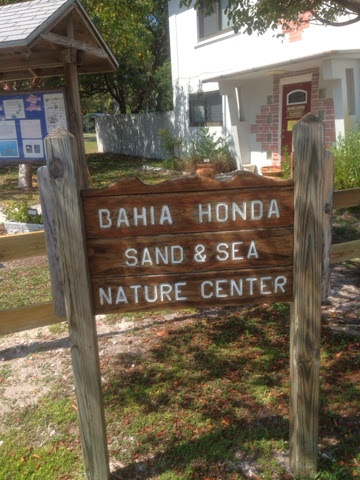 BAHIA HONDA
SAND & SEA
NATURE CENTER